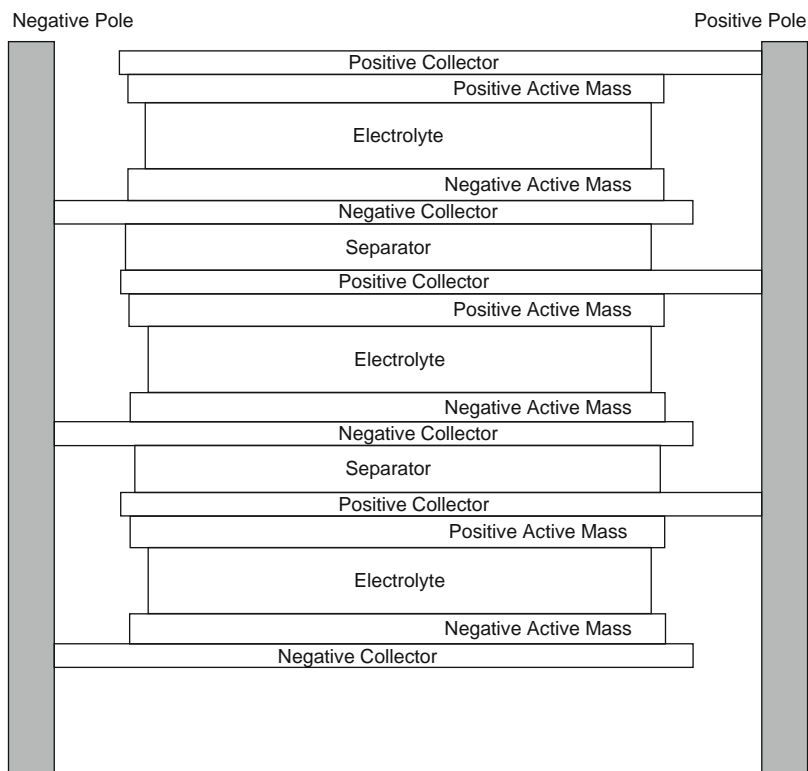 Negative Pole
Positive Pole
Positive Collector
Positive Active Mass
Electrolyte
Negative Active Mass
Negative Collector
Separator
Positive Collector
Positive Active Mass
Electrolyte
Negative Active Mass
Negative Collector
Separator
Positive Collector
Positive Active Mass
Electrolyte
Negative Active Mass
Negative Collector